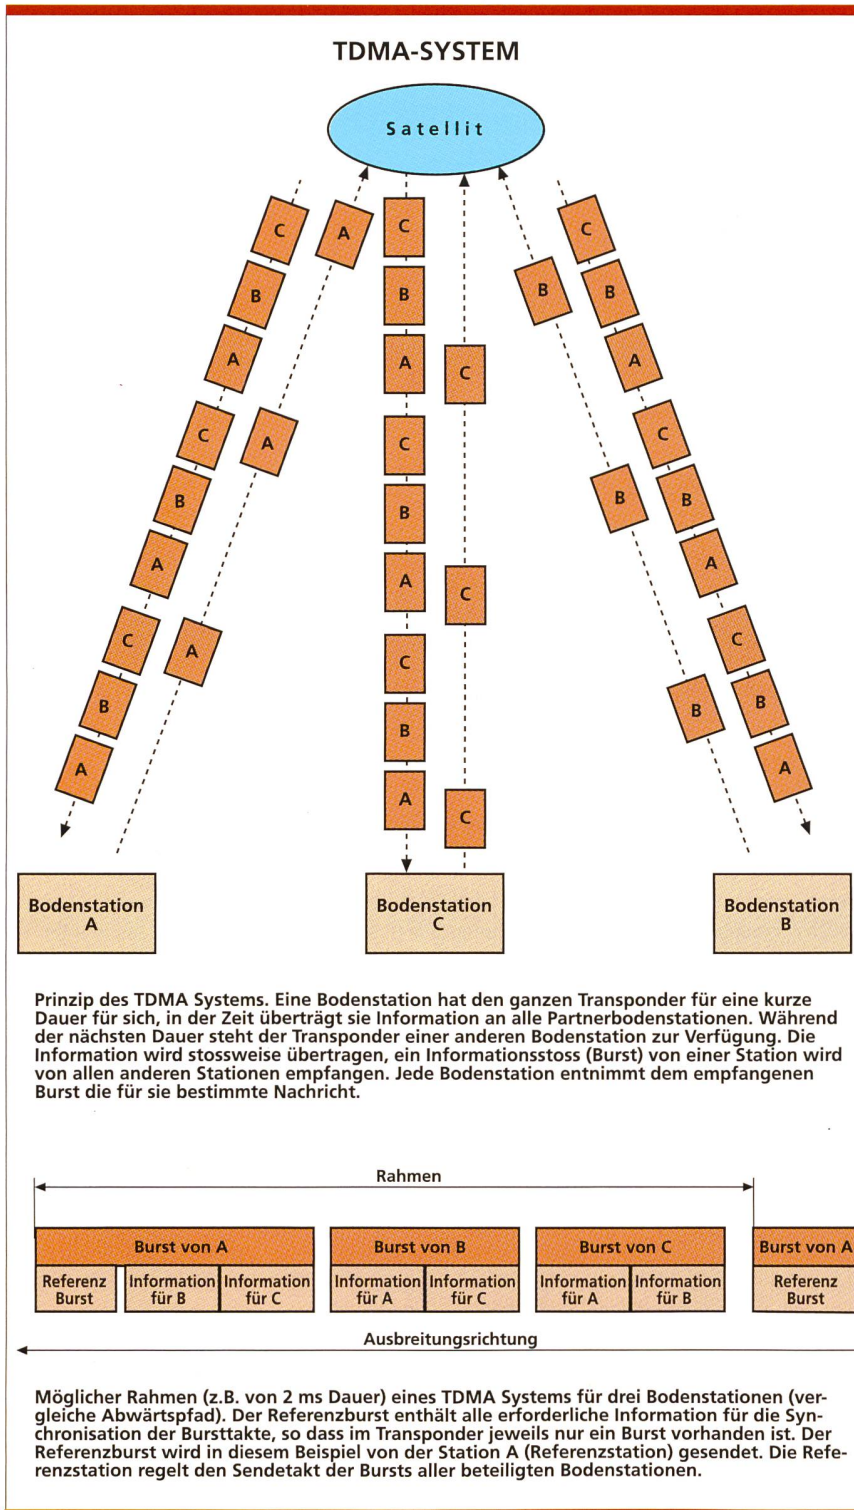 TDMA-SYSTEM
Satellit
C
B
A
C
B
A
C
B
A
A
A
A
C
B
A
C
B
A
C
B
A
C
C
C
B
B
B
C
B
A
C
B
A
C
B
A
Bodenstation
A
Bodenstation
C
Bodenstation
B
Prinzip des TDMA Systems. Eine Bodenstation hat den ganzen Transponder für eine kurze
Dauer für sich, in der Zeit überträgt sie Information an alle Partnerbodenstationen. Während
der nächsten Dauer steht der Transponder einer anderen Bodenstation zur Verfügung. Die
Information wird stossweise übertragen, ein Informationsstoss (Burst) von einer Station wird
von allen anderen Stationen empfangen. Jede Bodenstation entnimmt dem empfangenen
Burst die für sie bestimmte Nachricht.
Rahmen
Burst von A
Referenz
Burst
Information
für B
Information
für C
Burst von B
Information
für A
Information
für C
Burst von C
Information
für A
Information
für B
Burst von A
Referenz
Burst
Ausbreitungsrichtung
Möglicher Rahmen (z.B. von 2 ms Dauer) eines TDMA Systems für drei Bodenstationen (ver-
gleiche Abwärtspfad). Der Referenzburst enthält alle erforderliche Information für die Syn-
chronisation der Bursttakte, so dass im Transponder jeweils nur ein Burst vorhanden ist. Der
Referenzburst wird in diesem Beispiel von der Station A (Referenzstation) gesendet. Die Refe-
renzstation regelt den Sendetakt der Bursts aller beteiligten Bodenstationen.